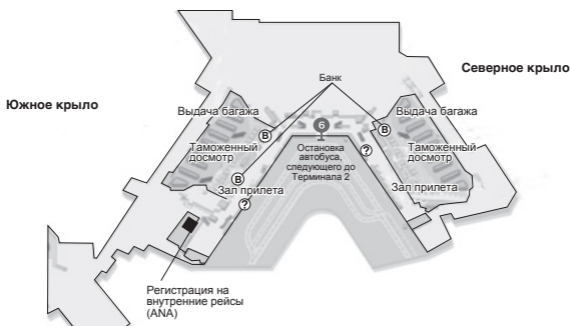 Банк
Северное крыло
Южное крыло
Выдача багажа
Выдача багажа
B
6
B
Таможенный
досмотр
Остановка
автобуса,
следующего до
Терминала 2
?
Таможенный
досмотр
B
Зал прилета
Зал прилета
?
Регистрация на
внутренние рейсы
(ANA)